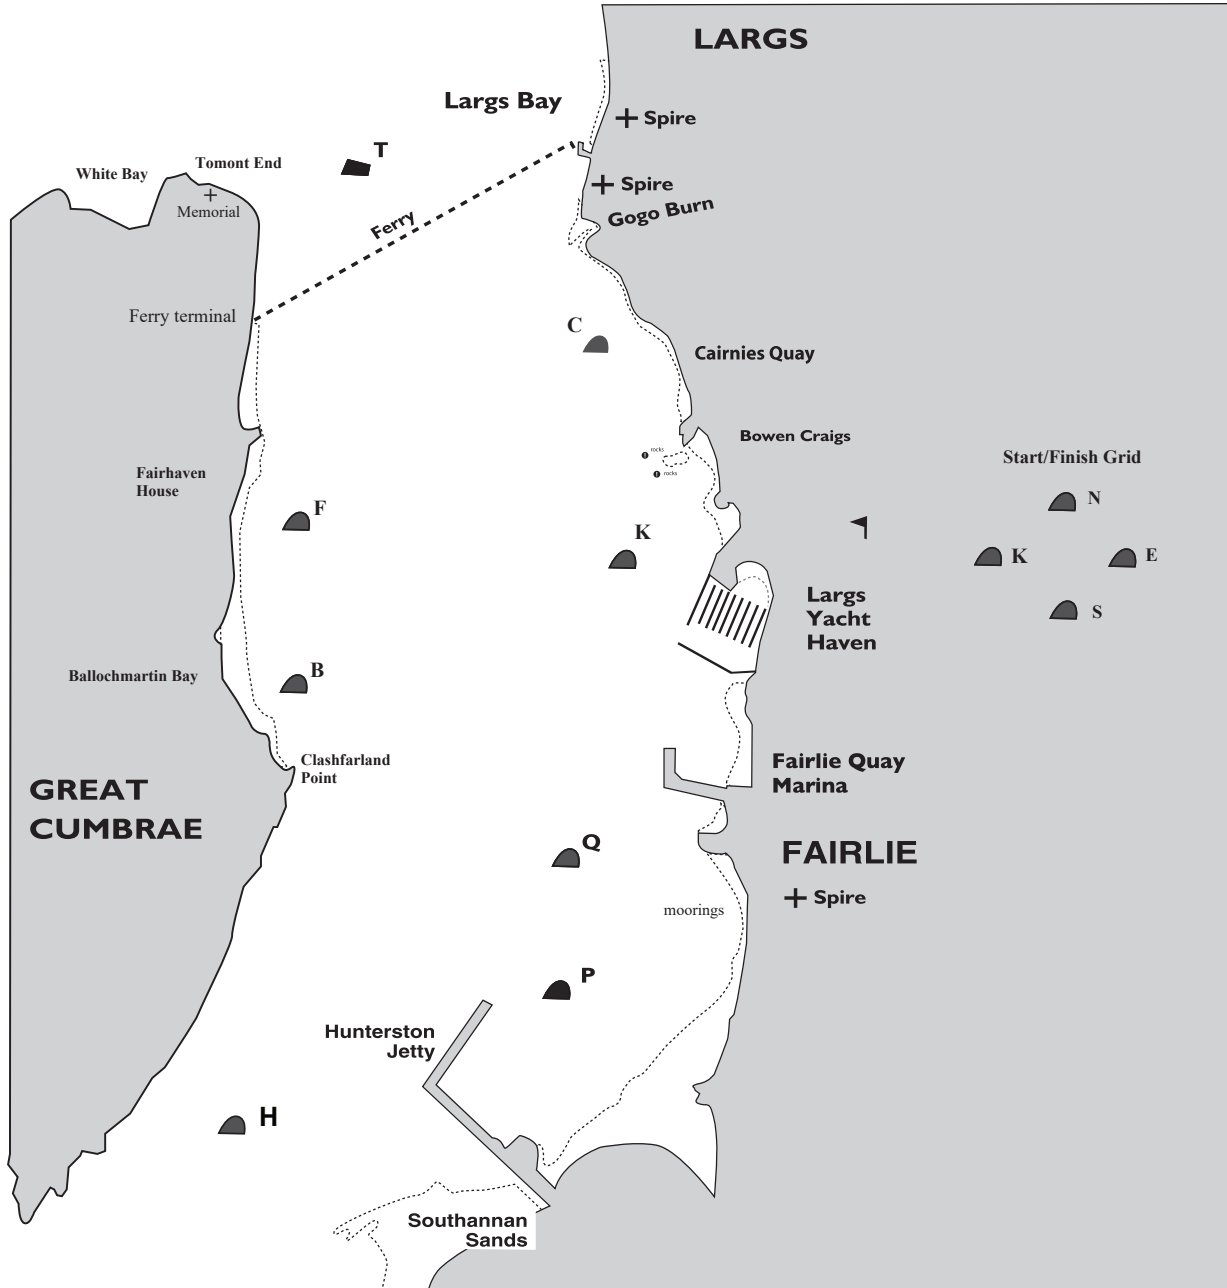 LARGS
Largs Bay
Spire
T
Tomont End
White Bay
Spire
Memorial
Gogo Burn
Ferry
Ferry terminal
C
Cairnies Quay
Bowen Craigs
rocks
rocks
Start/Finish Grid
Fairhaven
House
F
N
K
K
E
Largs
Yacht
Haven
S
Ballochmartin Bay
B
Clashfarland
Point
Fairlie Quay
Marina
GREAT
CUMBRAE
Q
FAIRLIE
Spire
moorings
P
Hunterston
Jetty
H
Southannan
Sands